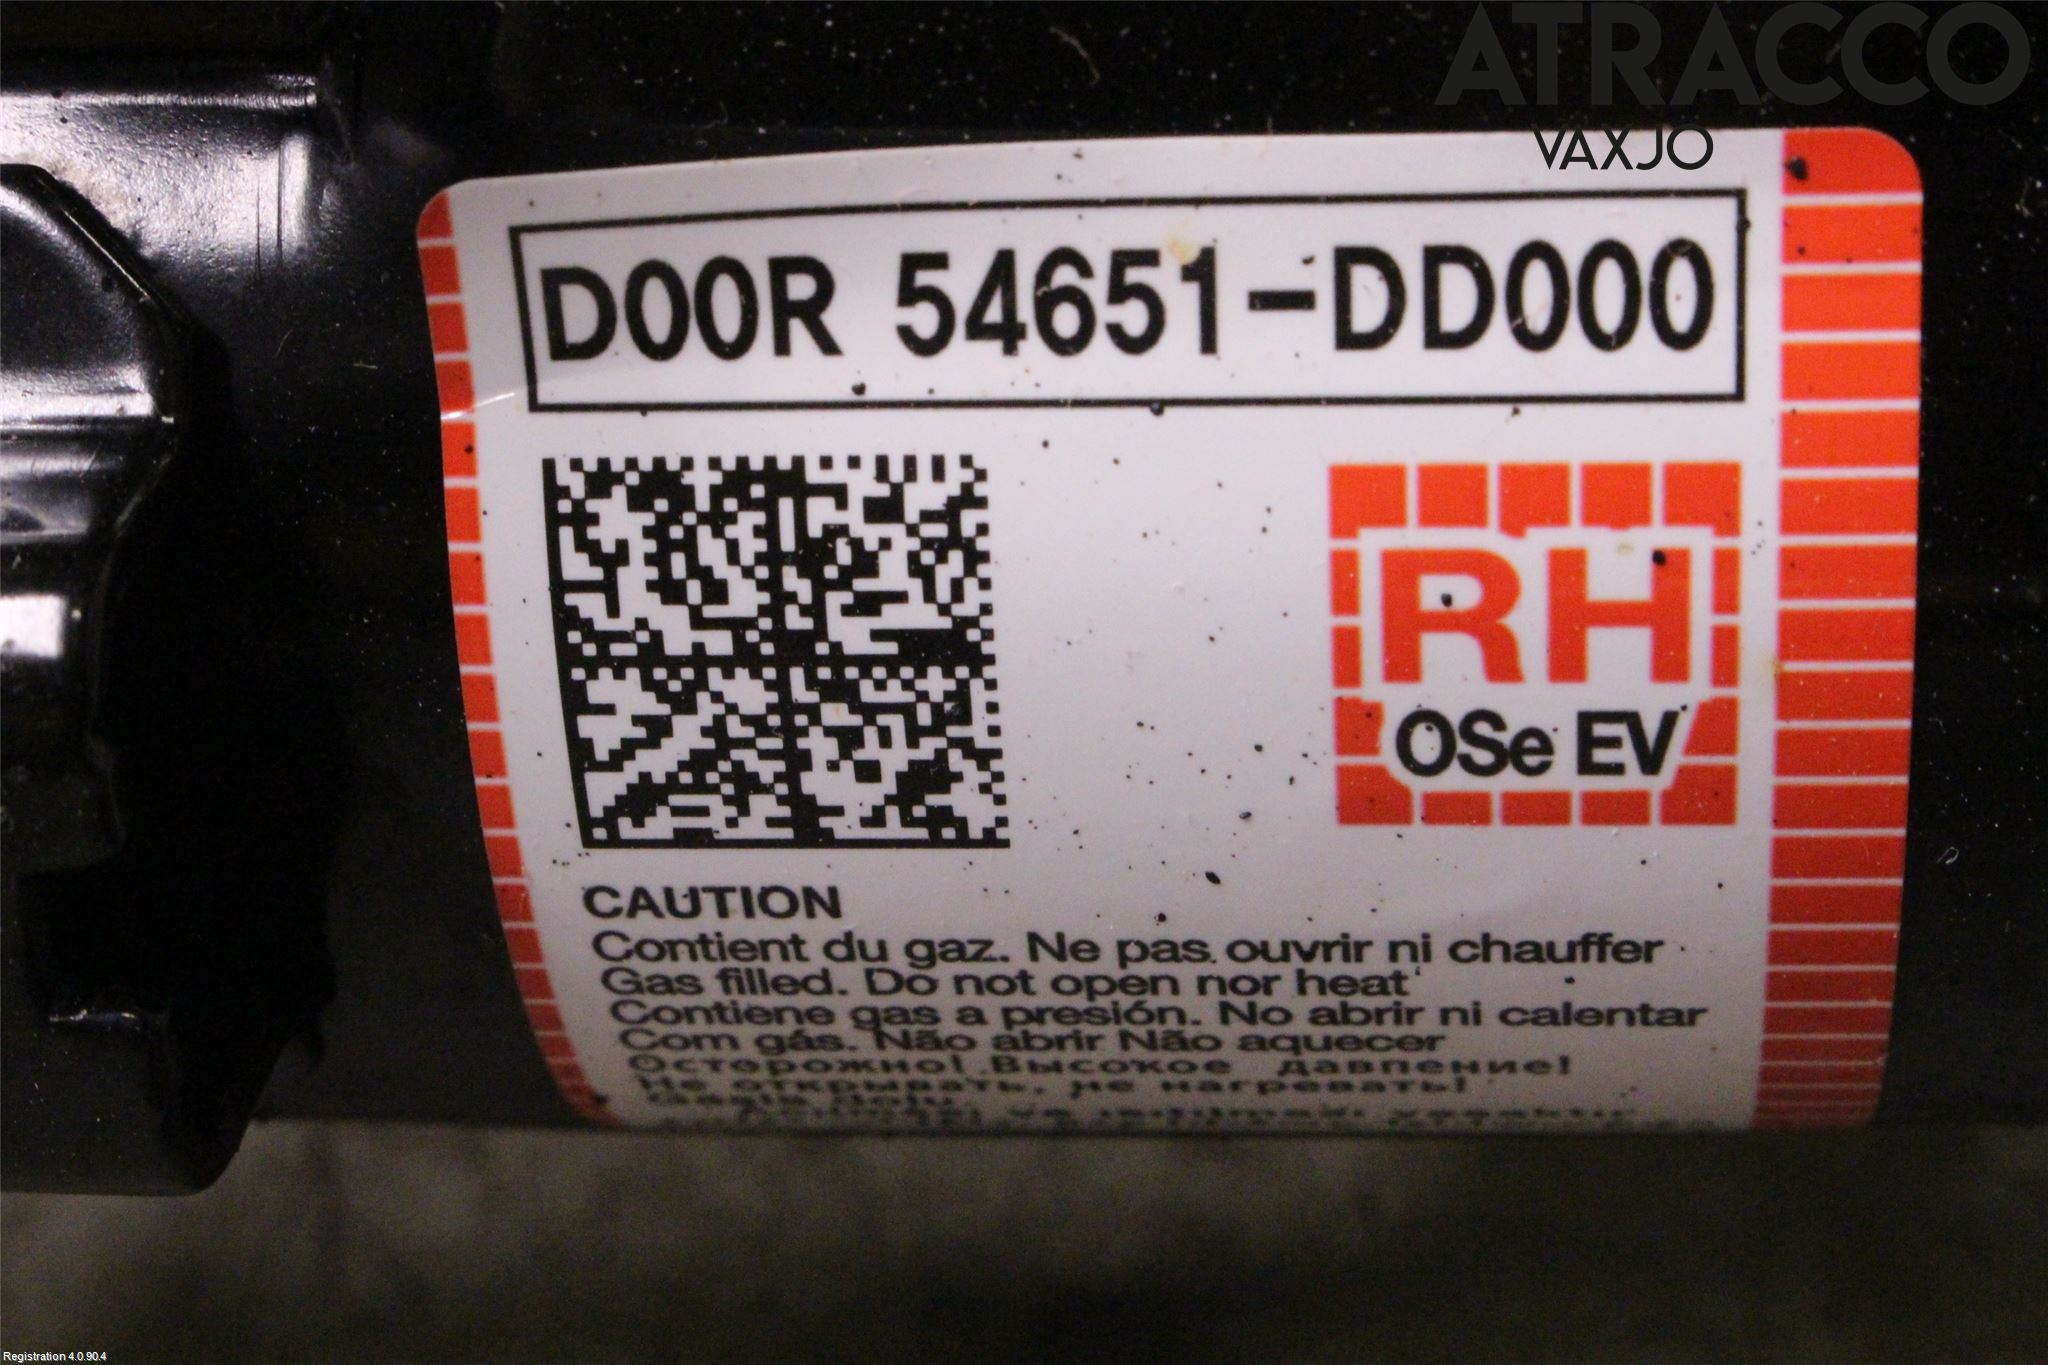 ATRACCO
VAXJO
DOOR 54651-DD000
RH
OSe EV
CAUTION
Contient du gaz. Ne pas ouvrir ni chauffer
Gas filled. Do not open nor heat
Contiene gas a presión. No abrir ni calentar
Com gás. Não abrir Não aquecer
Осторожно! Высокое давление!
Не открывать, не нагревать!
Registration 4.0.90.4